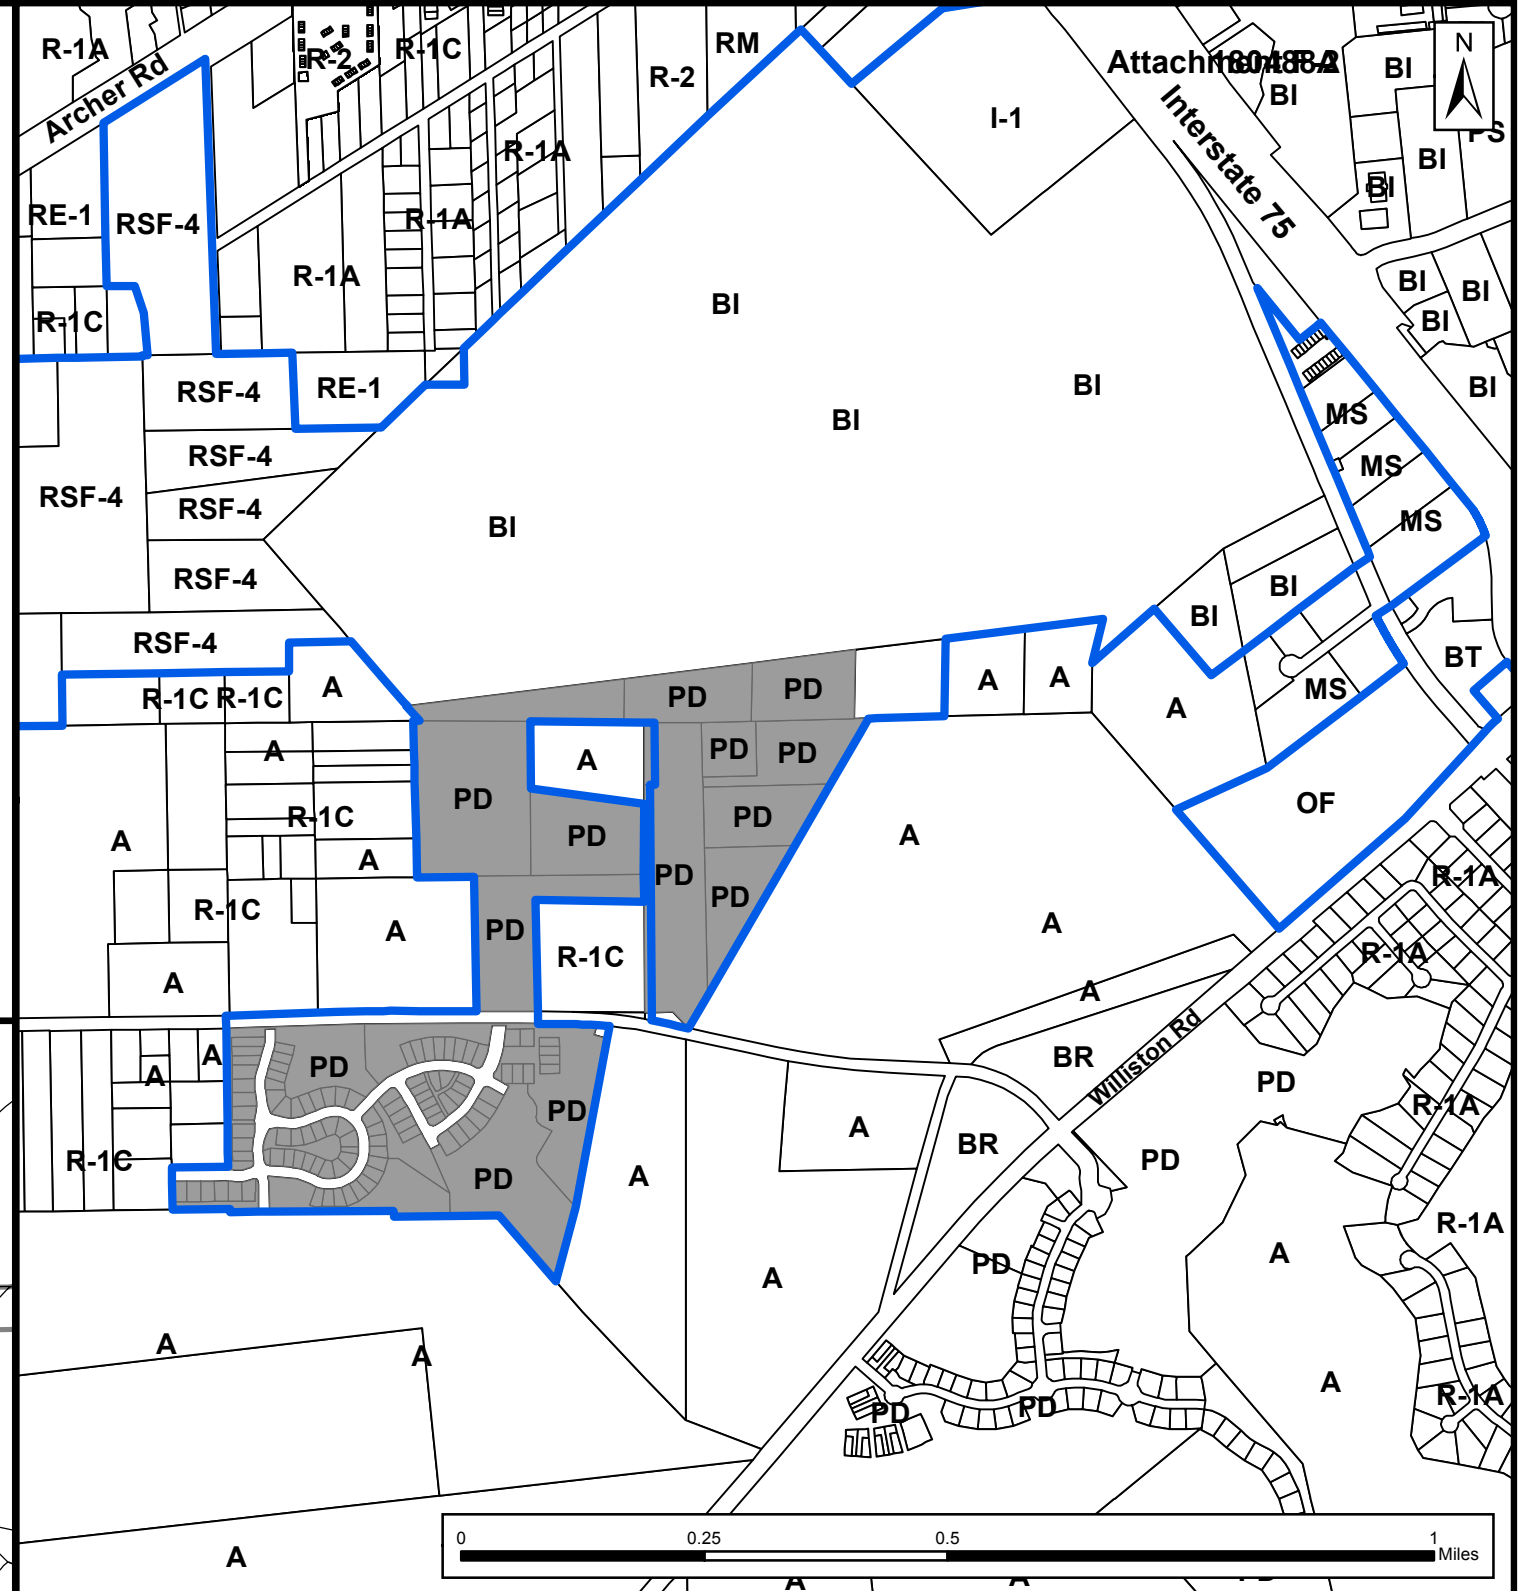 R-1A
R-2
R-1C
RM
R-2
BI
N
BI
Archer Rd
I-1
Interstate 75
PS
R-1A
BI
BI
RE-1
RSF-4
R-1A
R-1A
BI
BI
BI
R-1C
BI
RSF-4
RE-1
BI
BI
MS
BI
RSF-4
MS
RSF-4
RSF-4
BI
MS
RSF-4
BI
BI
RSF-4
BT
R-1C
R-1C
A
PD
PD
A
A
A
MS
A
A
PD
PD
PD
PD
PD
OF
R-1C
A
PD
A
A
PD
R-1A
PD
R-1C
A
PD
A
R-1C
R-1A
A
A
Williston Rd
A
A
PD
BR
PD
PD
A
R-1A
R-1C
BR
PD
A
PD
R-1A
A
PD
A
A
A
A
R-1A
PD
PD
A
0
0.25
0.5
1
Miles